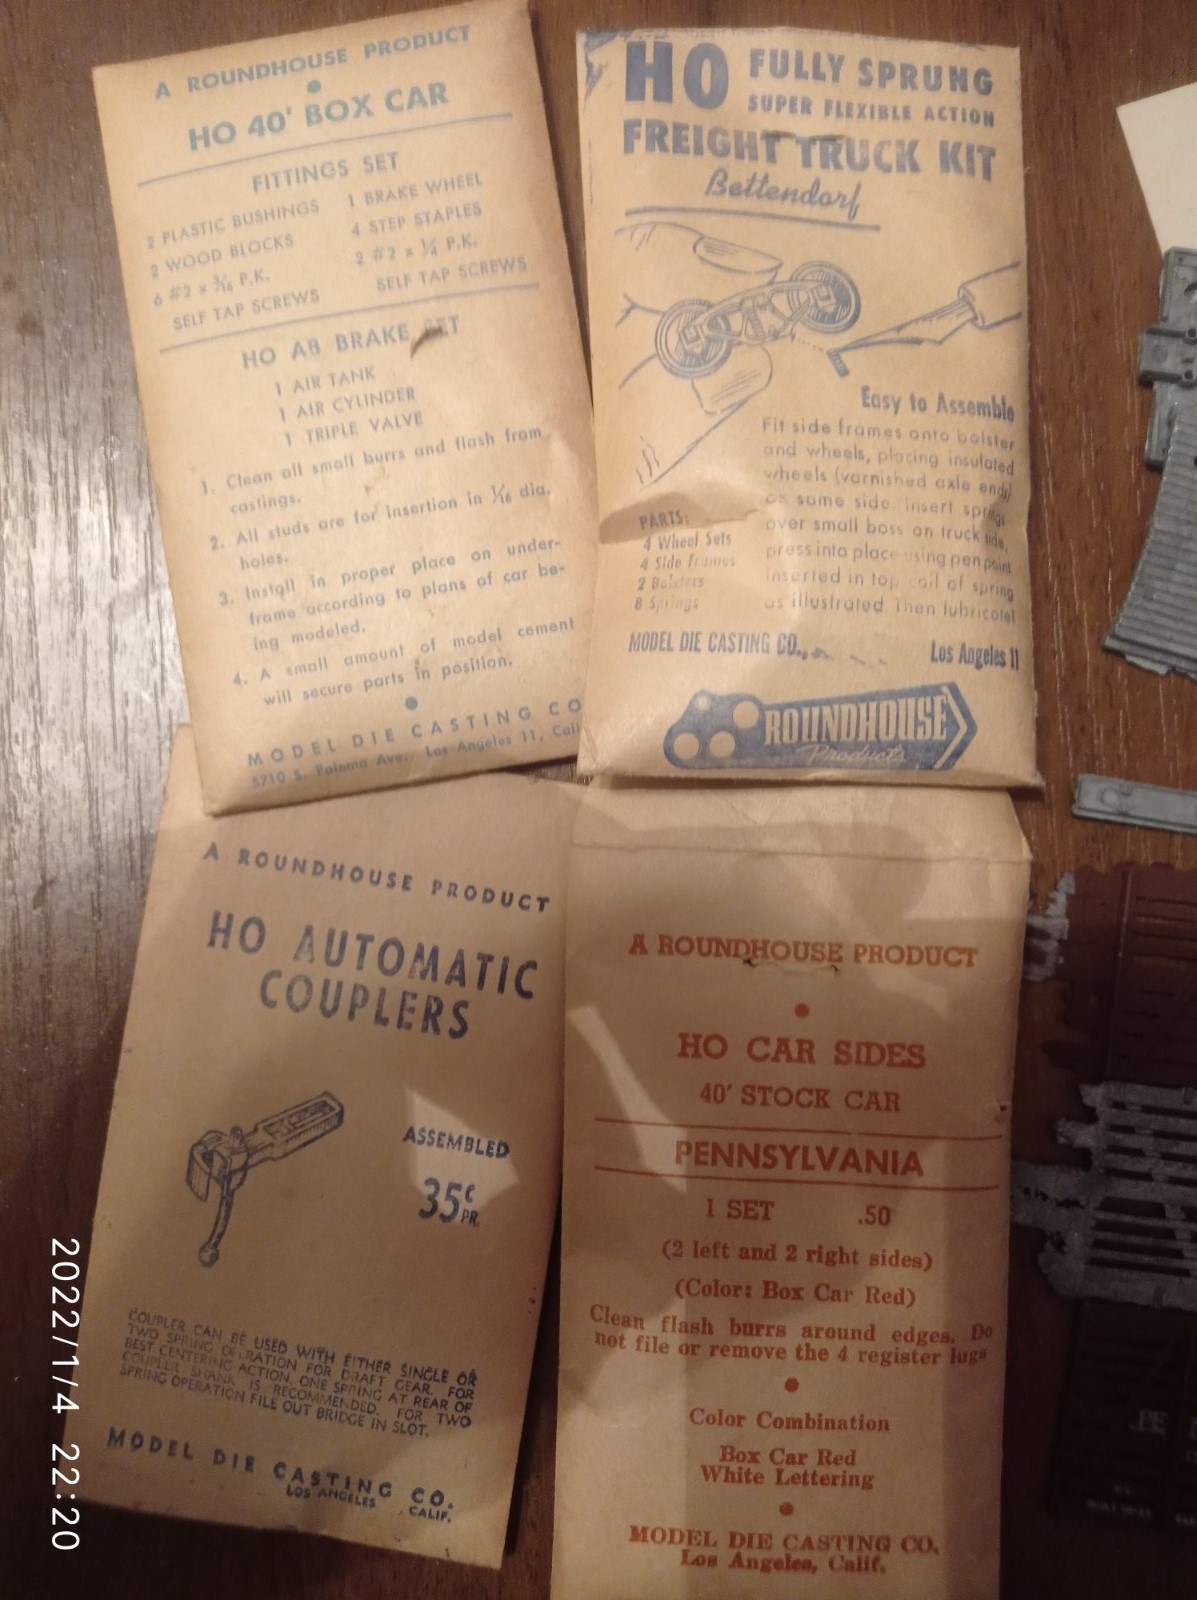 A ROUNDHOUSE PRODUCT
HO 40' BOX CAR
FITTINGS SET
2 PLASTIC BUSHINGS
2 WOOD BLOCKS
6 #2 x 3/16 P.K.
SELF TAP SCREWS
1 BRAKE WHEEL
4 STEP STAPLES
2 #2 x 1/4 P.K.
SELF TAP SCREWS
HO AB BRAKE SET
1 AIR TANK
1 AIR CYLINDER
1 TRIPLE VALVE
1. Clean all small burrs and flash from
castings.
2. All studs are for insertion in 1/16 dia.
holes.
3. Install in proper place on under-
frame according to plans of car be-
ing modeled.
4. A small amount of model cement
will secure parts in position.
MODEL DIE CASTING CO
5710 S. Paloma Ave. Los Angeles 11, Cali
HO FULLY SPRUNG
SUPER FLEXIBLE ACTION
FREIGHT TRUCK KIT
Bettendorf
Easy to Assemble
Fit side frames onto bolster
and wheels, placing insulated
wheels (varnished axle ends)
on same side. Insert springs
over small boss on truck side,
press into place using pen point
inserted in top coil of spring
as illustrated. Then lubricate!
PARTS:
4 Wheel Sets
4 Side Frames
2 Bolsters
8 Springs
MODEL DIE CASTING CO., Los Angeles 11
ROUNDHOUSE
Products
A ROUNDHOUSE PRODUCT
HO AUTOMATIC
COUPLERS
ASSEMBLED
35¢
PR.
COUPLER CAN BE USED WITH EITHER SINGLE OR
TWO SPRING OPERATION FOR DRAFT GEAR. FOR
BEST CENTERING ACTION, ONE SPRING AT REAR OF
COUPLER SHANK IS RECOMMENDED. FOR TWO
SPRING OPERATION FILE OUT BRIDGE IN SLOT.
MODEL DIE CASTING CO.
LOS ANGELES CALIF.
A ROUNDHOUSE PRODUCT
HO CAR SIDES
40' STOCK CAR
PENNSYLVANIA
1 SET .50
(2 left and 2 right sides)
(Color: Box Car Red)
Clean flash burrs around edges. Do
not file or remove the 4 register lugs
Color Combination
Box Car Red
White Lettering
MODEL DIE CASTING CO.
Los Angeles, Calif.
2022/1/4 22:20